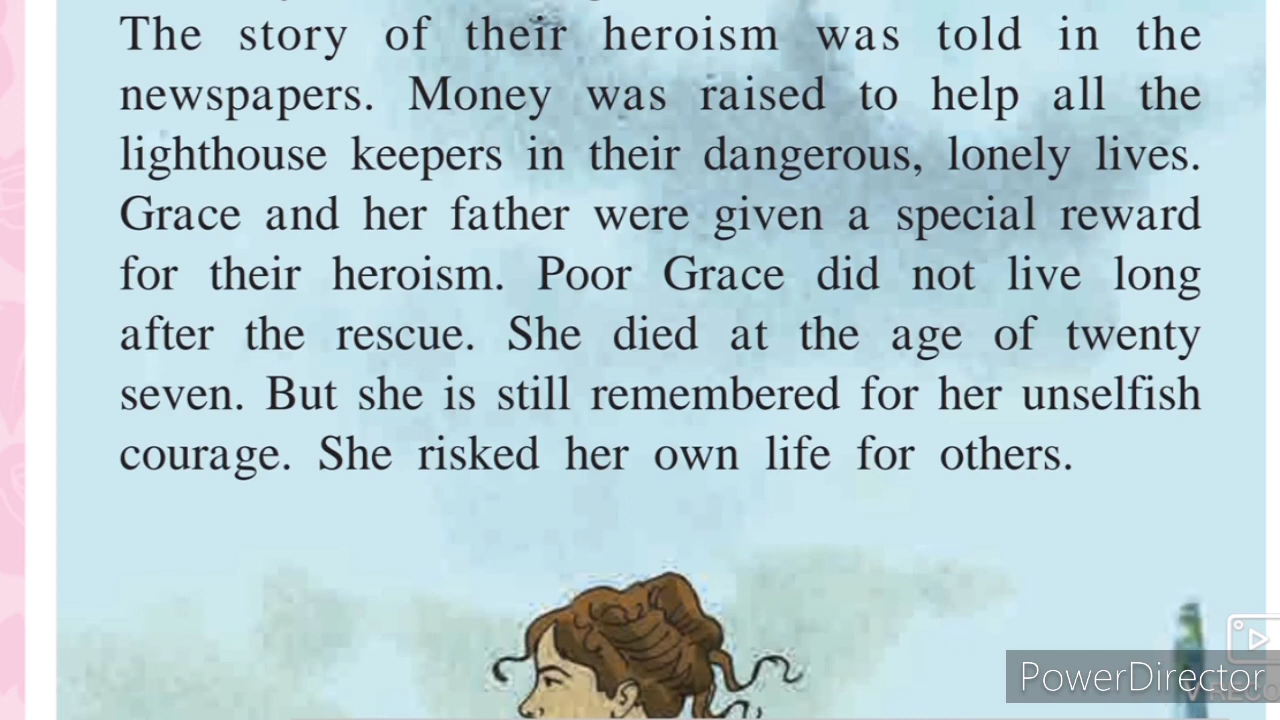 The story of their heroism was told in the
newspapers. Money was raised to help all the
lighthouse keepers in their dangerous, lonely lives.
Grace and her father were given a special reward
for their heroism. Poor Grace did not live long
after the rescue. She died at the age of twenty
seven. But she is still remembered for her unselfish
courage. She risked her own life for others.
PowerDirector